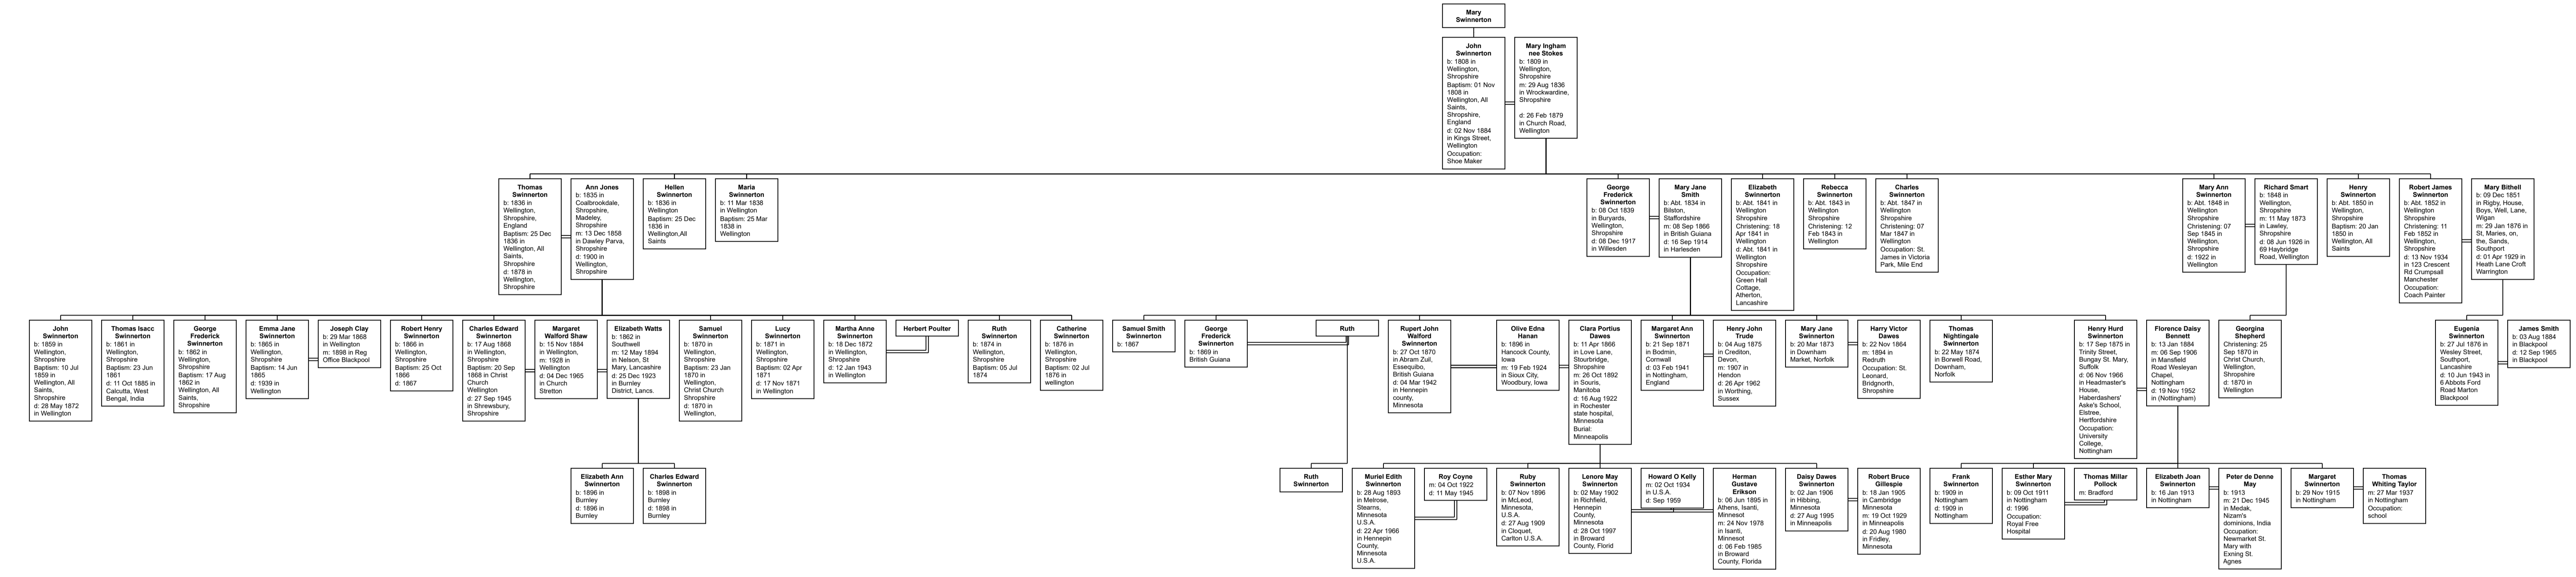 Mary
Swinnerton
John
Swinnerton
b: 1808 in
Wellington,
Shropshire
Baptism: 01 Nov
1808 in
Wellington, All
Saints,
Shropshire,
England
d: 02 Nov 1884
in Kings Street,
Wellington
Occupation:
Shoe Maker
Mary Ingham
nee Stokes
b: 1809 in
Wellington,
Shropshire
m: 29 Aug 1836
in Wrockwardine,
Shropshire
d: 26 Feb 1879
in Church Road,
Wellington
Thomas
Swinnerton
b: 1836 in
Wellington,
Shropshire,
England
Baptism: 25 Dec
1836 in
Wellington, All
Saints,
Shropshire
d: 1878 in
Wellington,
Shropshire
Ann Jones
b: 1835 in
Coalbrookdale,
Shropshire,
Madeley,
Shropshire
m: 13 Dec 1858
in Dawley Parva,
Shropshire
d: 1900 in
Wellington,
Shropshire
Hellen
Swinnerton
b: 1836 in
Wellington
Baptism: 25 Dec
1836 in
Wellington,All
Saints
Maria
Swinnerton
b: 11 Mar 1838
in Wellington
Baptism: 25 Mar
1838 in
Wellington
George
Frederick
Swinnerton
b: 08 Oct 1839
in Buryards,
Wellington,
Shropshire
d: 08 Dec 1917
in Willesden
Mary Jane
Smith
b: Abt. 1834 in
Bilston,
Staffordshire
m: 08 Sep 1866
in British Guiana
d: 16 Sep 1914
in Harlesden
Elizabeth
Swinnerton
b: Abt. 1841 in
Wellington
Shropshire
Christening: 18
Apr 1841 in
Wellington
d: Abt. 1841 in
Wellington
Shropshire
Occupation:
Green Hall
Cottage,
Atherton,
Lancashire
Rebecca
Swinnerton
b: Abt. 1843 in
Wellington
Shropshire
Christening: 12
Feb 1843 in
Wellington
Charles
Swinnerton
b: Abt. 1847 in
Wellington
Shropshire
Christening: 07
Mar 1847 in
Wellington
Occupation: St.
James in Victoria
Park, Mile End
Mary Ann
Swinnerton
b: Abt. 1848 in
Wellington
Shropshire
Christening: 07
Sep 1845 in
Wellington,
Shropshire
d: 1922 in
Wellington
Richard Smart
b: 1848 in
Wellington,
Shropshire
m: 11 May 1873
in Lawley,
Shropshire
d: 08 Jun 1926 in
69 Haybridge
Road, Wellington
Henry
Swinnerton
b: Abt. 1850 in
Wellington,
Shropshire
Baptism: 20 Jan
1850 in
Wellington, All
Saints
Robert James
Swinnerton
b: Abt. 1852 in
Wellington
Shropshire
Christening: 11
Feb 1852 in
Wellington,
Shropshire
d: 13 Nov 1934
in 123 Crescent
Rd Crumpsall
Manchester
Occupation:
Coach Painter
Mary Bithell
b: 09 Dec 1851
in Rigby, House,
Boys, Well, Lane,
Wigan
m: 29 Jan 1876 in
St, Maries, on,
the, Sands,
Southport
d: 01 Apr 1929 in
Heath Lane Croft
Warrington
John
Swinnerton
b: 1859 in
Wellington,
Shropshire
Baptism: 10 Jul
1859 in
Wellington, All
Saints,
Shropshire
d: 28 May 1872
in Wellington
Thomas Isacc
Swinnerton
b: 1861 in
Wellington,
Shropshire
Baptism: 23 Jun
1861
d: 11 Oct 1885 in
Calcutta, West
Bengal, India
George
Frederick
Swinnerton
b: 1862 in
Wellington,
Shropshire
Baptism: 17 Aug
1862 in
Wellington, All
Saints,
Shropshire
Emma Jane
Swinnerton
b: 1865 in
Wellington,
Shropshire
Baptism: 14 Jun
1865
d: 1939 in
Wellington
Joseph Clay
b: 29 Mar 1868
in Wellington
m: 1898 in Reg
Office Blackpool
Robert Henry
Swinnerton
b: 1866 in
Wellington,
Shropshire
Baptism: 25 Oct
1866
d: 1867
Charles Edward
Swinnerton
b: 17 Aug 1868
in Wellington,
Shropshire
Baptism: 20 Sep
1868 in Christ
Church
Wellington
d: 27 Sep 1945
in Shrewsbury,
Shropshire
Margaret
Walford Shaw
b: 15 Nov 1884
in Wellington,
m: 1928 in
Wellington
d: 04 Dec 1965
in Church
Stretton
Elizabeth Watts
b: 1862 in
Southwell
m: 12 May 1894
in Nelson, St
Mary, Lancashire
d: 25 Dec 1923
in Burnley
District, Lancs.
Samuel
Swinnerton
b: 1870 in
Wellington,
Shropshire
Baptism: 23 Jan
1870 in
Wellington,
Christ Church
Shropshire
d: 1870 in
Wellington,
Lucy
Swinnerton
b: 1871 in
Wellington,
Shropshire
Baptism: 02 Apr
1871
d: 17 Nov 1871
in Wellington
Martha Anne
Swinnerton
b: 18 Dec 1872
in Wellington,
Shropshire
d: 12 Jan 1943
in Wellington
Herbert Poulter
Ruth
Swinnerton
b: 1874 in
Wellington,
Shropshire
Baptism: 05 Jul
1874
Catherine
Swinnerton
b: 1876 in
Wellington,
Shropshire
Baptism: 02 Jul
1876 in
wellington
Samuel Smith
Swinnerton
b: 1867
George
Frederick
Swinnerton
b: 1869 in
British Guiana
Ruth
Rupert John
Walford
Swinnerton
b: 27 Oct 1870
in Abram Zuil,
Essequibo,
British Guiana
d: 04 Mar 1942
in Hennepin
county,
Minnesota
Olive Edna
Hanan
b: 1896 in
Hancock County,
Iowa
m: 19 Feb 1924
in Sioux City,
Woodbury, Iowa
Clara Portius
Dawes
b: 11 Apr 1866
in Love Lane,
Stourbridge,
Shropshire
m: 26 Oct 1892
in Souris,
Manitoba
d: 16 Aug 1922
in Rochester
state hospital,
Minnesota
Burial:
Minneapolis
Margaret Ann
Swinnerton
b: 21 Sep 1871
in Bodmin,
Cornwall
d: 03 Feb 1941
in Nottingham,
England
Henry John
Trude
b: 04 Aug 1875
in Crediton,
Devon,
m: 1907 in
Hendon
d: 26 Apr 1962
in Worthing,
Sussex
Mary Jane
Swinnerton
b: 20 Mar 1873
in Downham
Market, Norfolk
Harry Victor
Dawes
b: 22 Nov 1864
m: 1894 in
Redruth
Occupation: St.
Leonard,
Bridgnorth,
Shropshire
Thomas
Nightingale
Swinnerton
b: 22 May 1874
in Borwell Road,
Downham,
Norfolk
Henry Hurd
Swinnerton
b: 17 Sep 1875 in
Trinity Street,
Bungay St. Mary,
Suffolk
d: 06 Nov 1966
in Headmaster's
House,
Haberdashers'
Aske's School,
Elstree,
Hertfordshire
Occupation:
University
College,
Nottingham
Florence Daisy
Bennett
b: 13 Jan 1884
m: 06 Sep 1906
in Mansfield
Road Wesleyan
Chapel,
Nottingham
d: 19 Nov 1952
in (Nottingham)
Georgina
Shepherd
Christening: 25
Sep 1870 in
Christ Church,
Wellington,
Shropshire
d: 1870 in
Wellington
Eugenia
Swinnerton
b: 27 Jul 1876 in
Wesley Street,
Southport,
Lancashire
d: 10 Jun 1943 in
6 Abbots Ford
Road Marton
Blackpool
James Smith
b: 03 Aug 1884
in Blackpool
d: 12 Sep 1965
in Blackpool
Elizabeth Ann
Swinnerton
b: 1896 in
Burnley
d: 1896 in
Burnley
Charles Edward
Swinnerton
b: 1898 in
Burnley
d: 1898 in
Burnley
Ruth
Swinnerton
Muriel Edith
Swinnerton
b: 28 Aug 1893
in Melrose,
Stearns,
Minnesota
U.S.A.
d: 22 Apr 1966
in Hennepin
County,
Minnesota
U.S.A.
Roy Coyne
m: 04 Oct 1922
d: 11 May 1945
Ruby
Swinnerton
b: 07 Nov 1896
in McLeod,
Minnesota,
U.S.A.
d: 27 Aug 1909
in Cloquet,
Carlton U.S.A.
Lenore May
Swinnerton
b: 02 May 1902
in Richfield,
Hennepin
County,
Minnesota
d: 28 Oct 1997
in Broward
County, Florid
Howard O Kelly
m: 02 Oct 1934
in U.S.A.
d: Sep 1959
Herman
Gustave
Erikson
b: 06 Jun 1895 in
Athens, Isanti,
Minnesot
m: 24 Nov 1978
in Isanti,
Minnesot
d: 06 Feb 1985
in Broward
County, Florida
Daisy Dawes
Swinnerton
b: 02 Jan 1906
in Hibbing,
Minnesota
d: 27 Aug 1995
in Minneapolis
Robert Bruce
Gillespie
b: 18 Jan 1905
in Cambridge
Minnesota
m: 19 Oct 1929
in Minneapolis
d: 20 Aug 1980
in Fridley,
Minnesota
Frank
Swinnerton
b: 1909 in
Nottingham
d: 1909 in
Nottingham
Esther Mary
Swinnerton
b: 09 Oct 1911
in Nottingham
d: 1996
Occupation:
Royal Free
Hospital
Thomas Millar
Pollock
m: Bradford
Elizabeth Joan
Swinnerton
b: 16 Jan 1913
in Nottingham
Peter de Denne
May
b: 1913
m: 21 Dec 1945
in Medak,
Nizam's
dominions, India
Occupation:
Newmarket St.
Mary with
Exning St.
Agnes
Margaret
Swinnerton
b: 29 Nov 1915
in Nottingham
Thomas
Whiting Taylor
m: 27 Mar 1937
in Nottingham
Occupation:
school